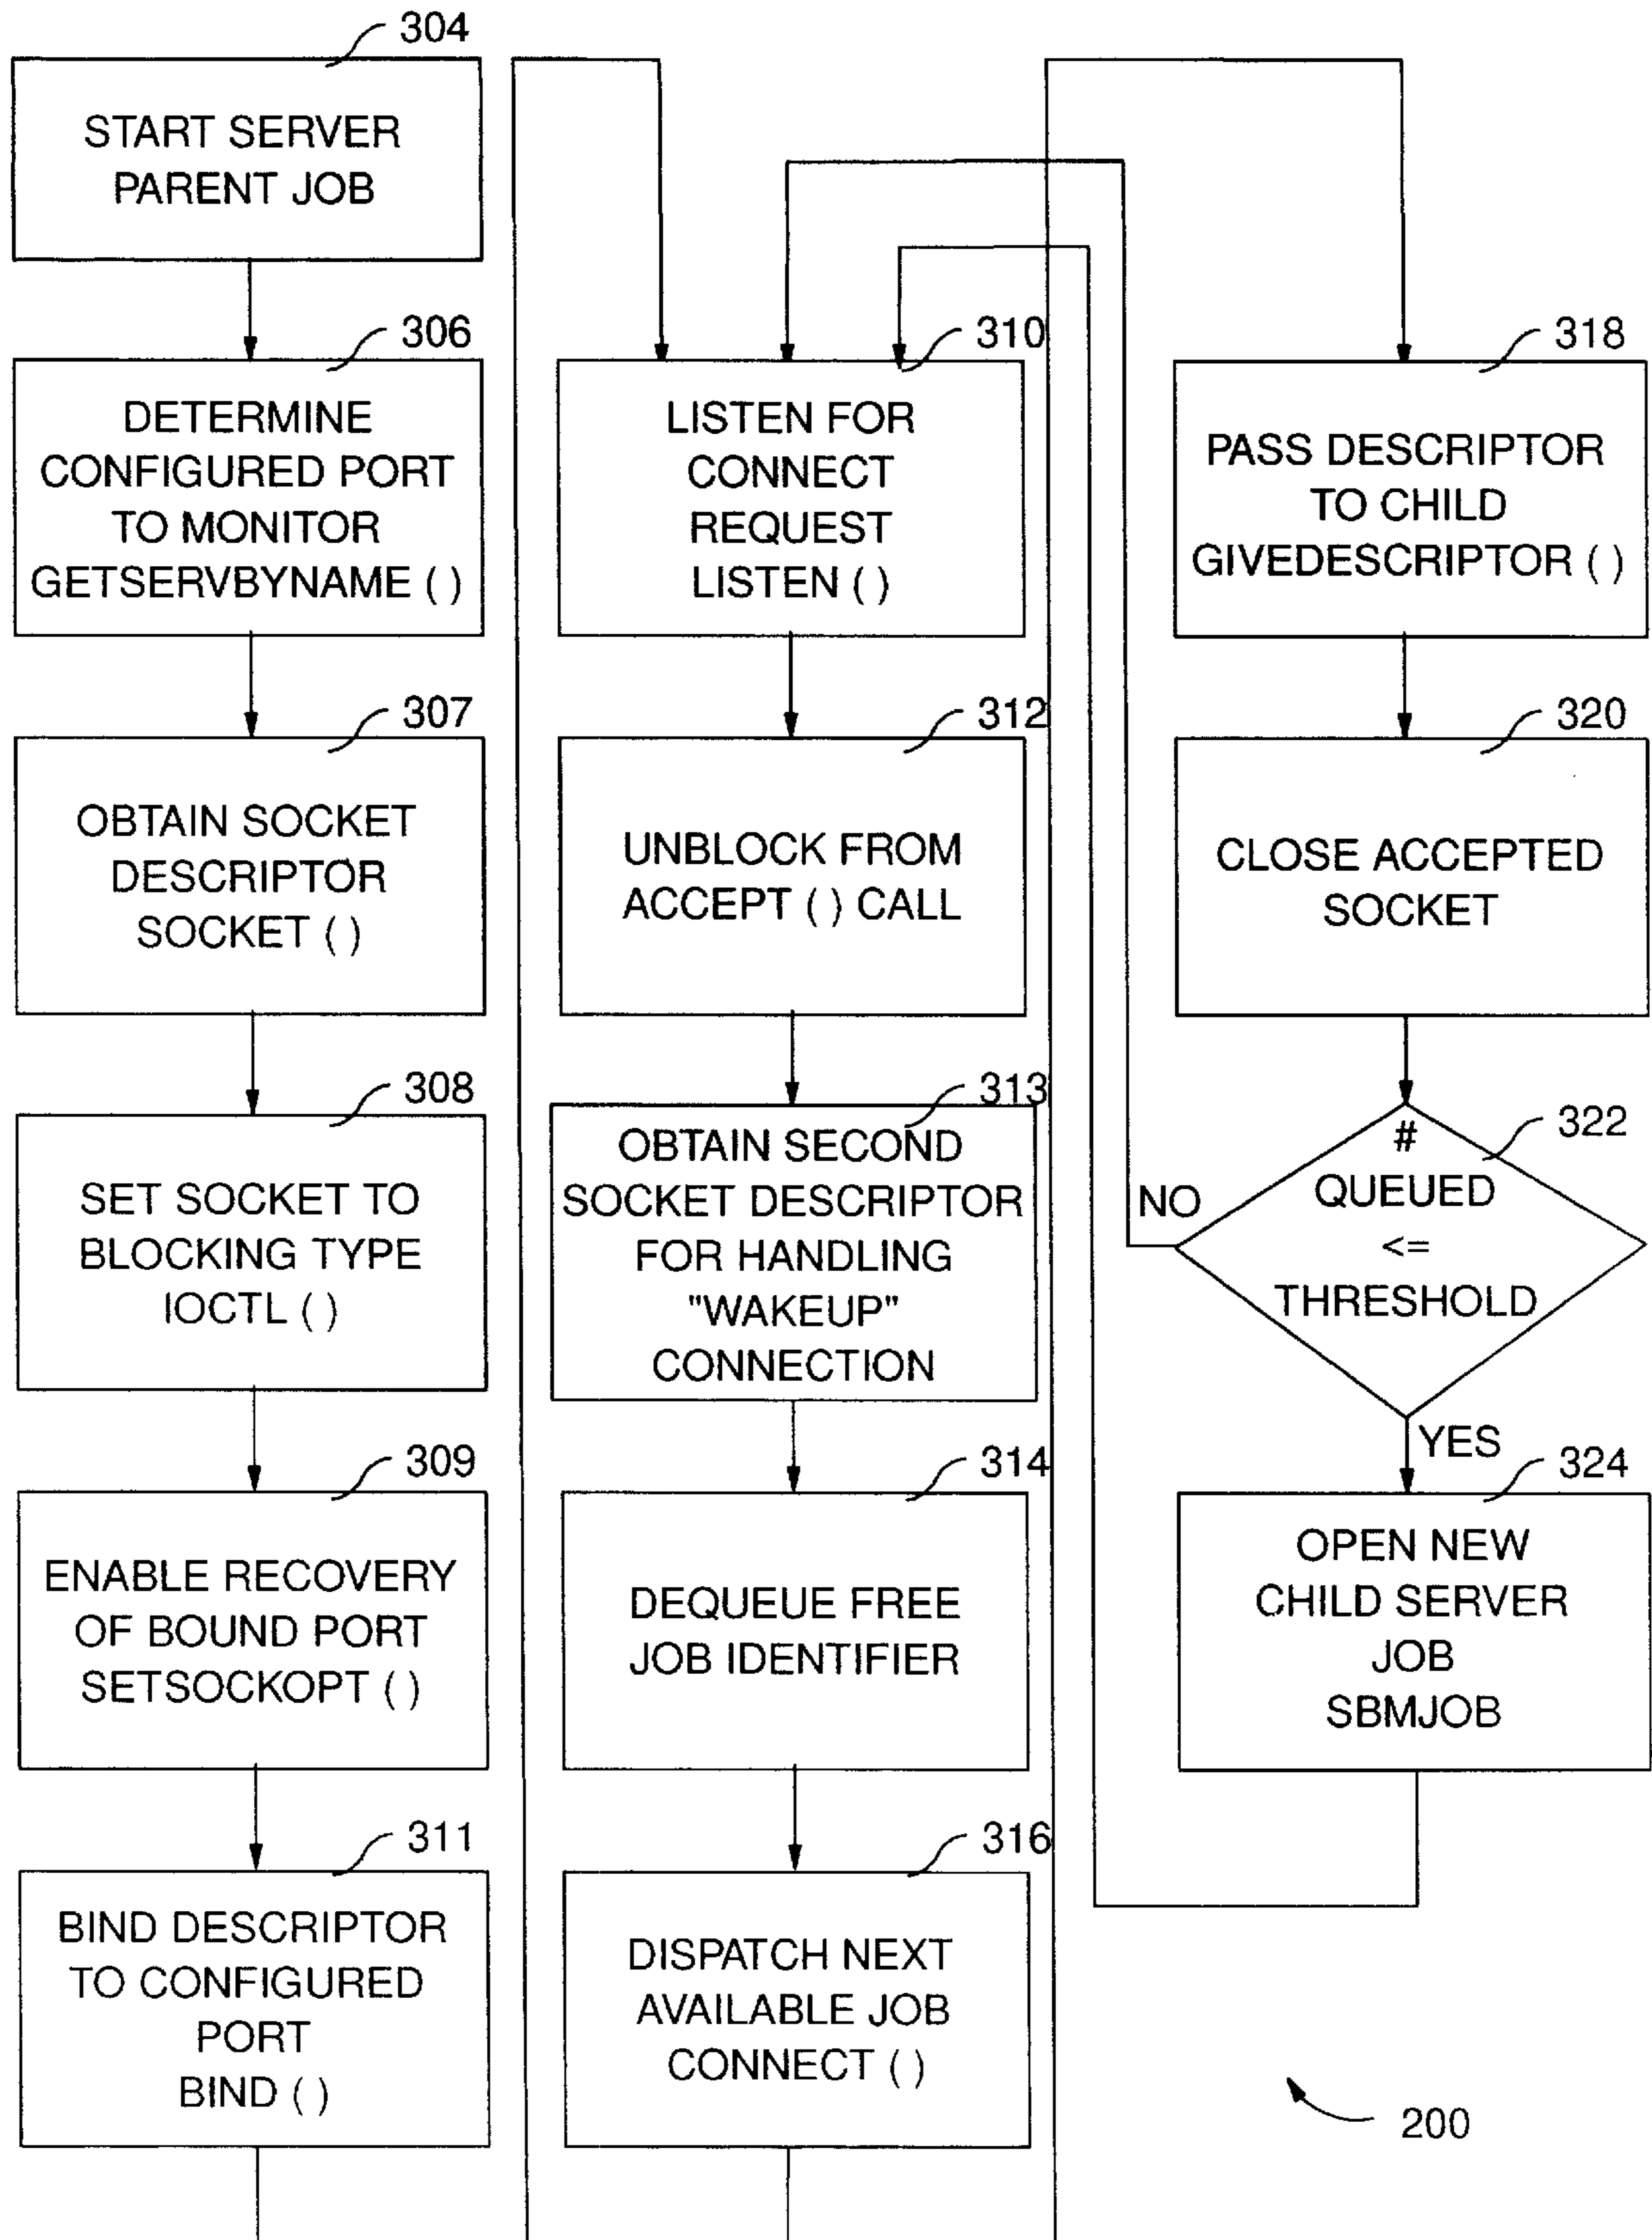 304
START SERVER
PARENT JOB
306
DETERMINE
CONFIGURED PORT
TO MONITOR
GETSERVBYNAME ( )
307
OBTAIN SOCKET
DESCRIPTOR
SOCKET ( )
308
SET SOCKET TO
BLOCKING TYPE
IOCTL ( )
309
ENABLE RECOVERY
OF BOUND PORT
SETSOCKOPT ( )
311
BIND DESCRIPTOR
TO CONFIGURED
PORT
BIND ( )
310
LISTEN FOR
CONNECT
REQUEST
LISTEN ( )
312
UNBLOCK FROM
ACCEPT ( ) CALL
313
OBTAIN SECOND
SOCKET DESCRIPTOR
FOR HANDLING
"WAKEUP"
CONNECTION
314
DEQUEUE FREE
JOB IDENTIFIER
316
DISPATCH NEXT
AVAILABLE JOB
CONNECT ( )
318
PASS DESCRIPTOR
TO CHILD
GIVEDESCRIPTOR ( )
320
CLOSE ACCEPTED
SOCKET
322
#
QUEUED
<=
THRESHOLD
NO
YES
324
OPEN NEW
CHILD SERVER
JOB
SBMJOB
200